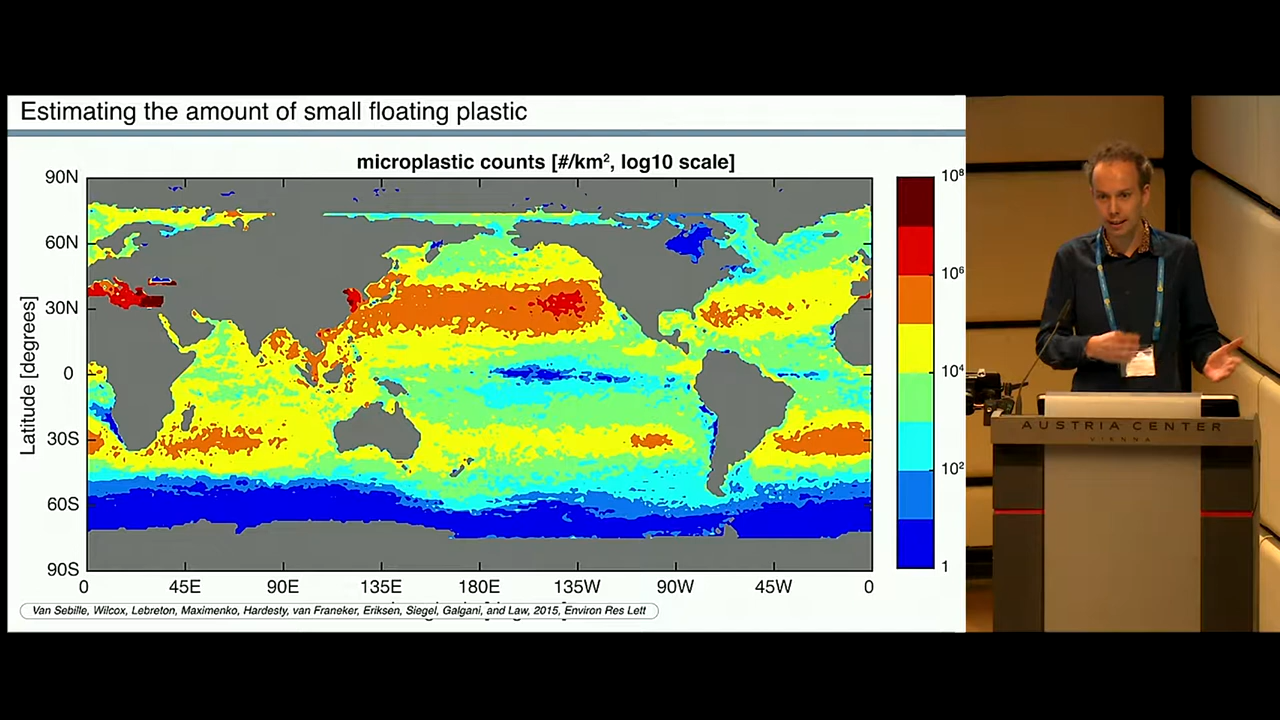 Estimating the amount of small floating plastic
microplastic counts [#/km², log10 scale]
90N
60N
30N
0
30S
60S
90S
Latitude [degrees]
0 45E 90E 135E 180E 135W 90W 45W 0
10⁸
10⁶
10⁴
10²
1
Van Sebille, Wilcox, Lebreton, Maximenko, Hardesty, van Franeker, Eriksen, Siegel, Galgani, and Law, 2015, Environ Res Lett
AUSTRIA CENTER
VIENNA